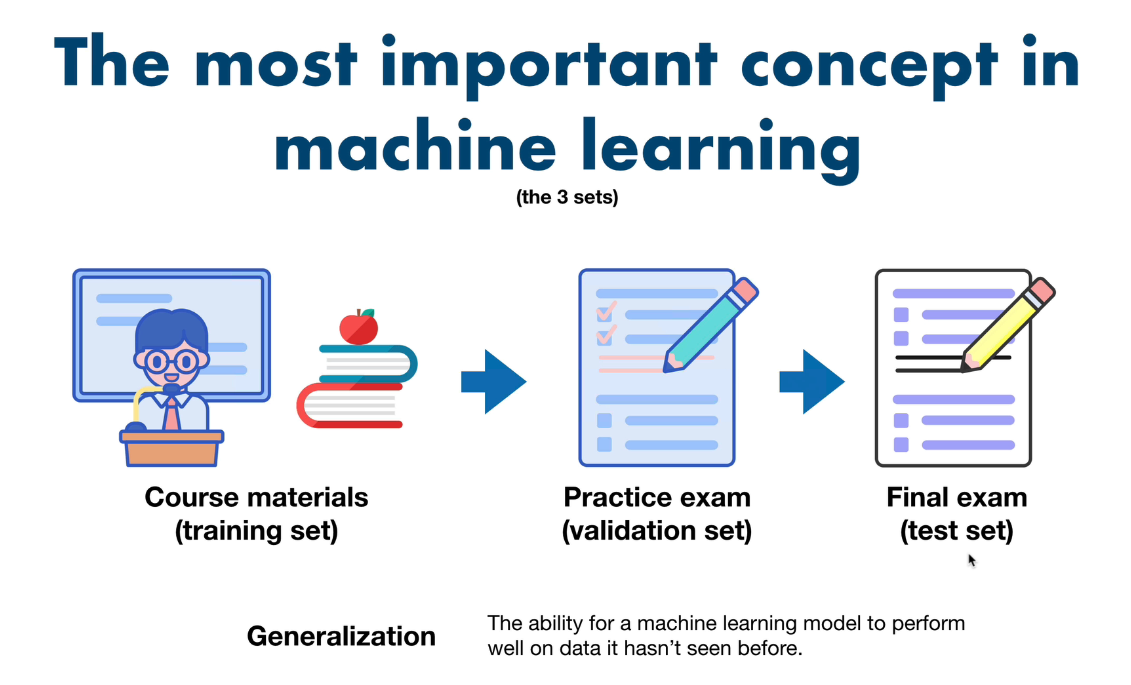 The most important concept in
machine learning
(the 3 sets)
Course materials
(training set)
Practice exam
(validation set)
Final exam
(test set)
Generalization
The ability for a machine learning model to perform
well on data it hasn’t seen before.